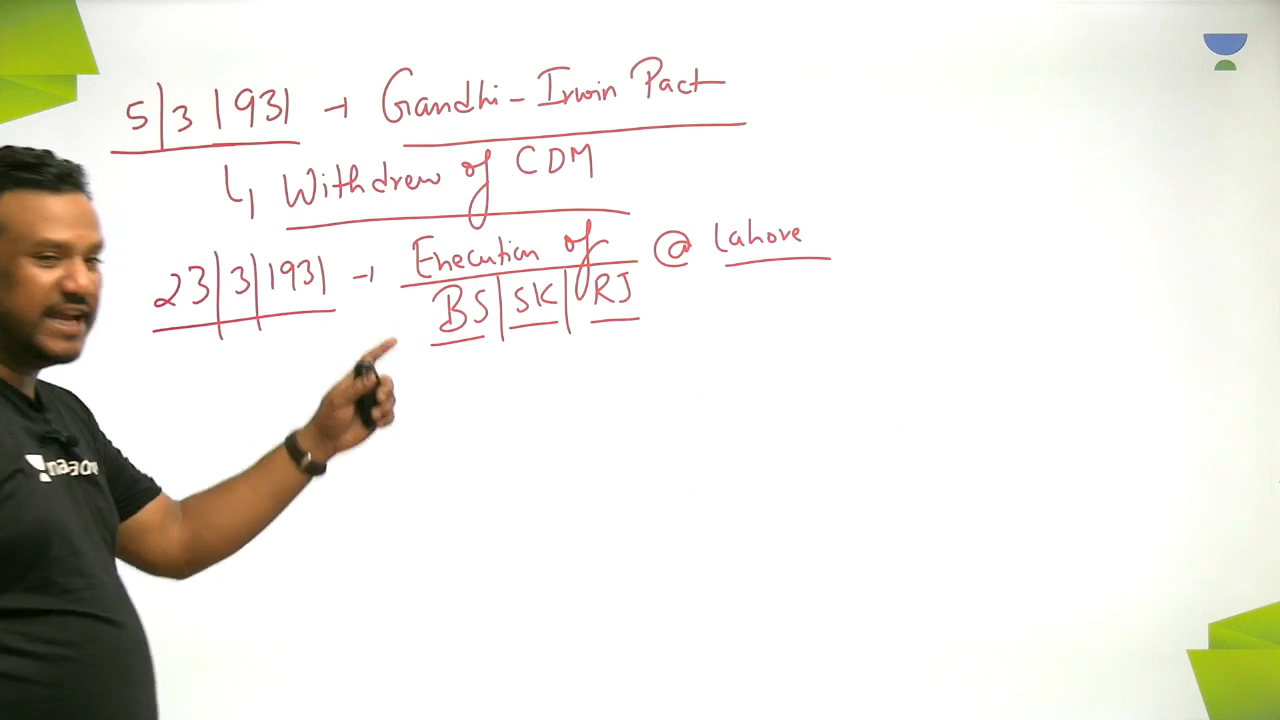 5|3|1931 → Gandhi-Irwin Pact
↳ Withdrew of CDM
23|3|1931 → Execution of @ Lahore
BS|SK|RJ